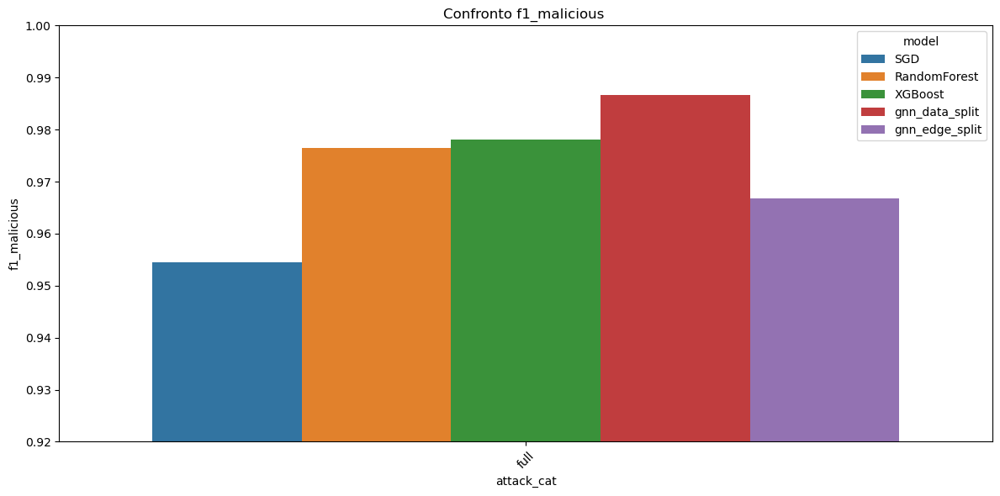 Confronto f1_malicious
1.00
0.99
0.98
0.97
0.96
0.95
0.94
0.93
0.92
f1_malicious
model
SGD
RandomForest
XGBoost
gnn_data_split
gnn_edge_split
full
attack_cat